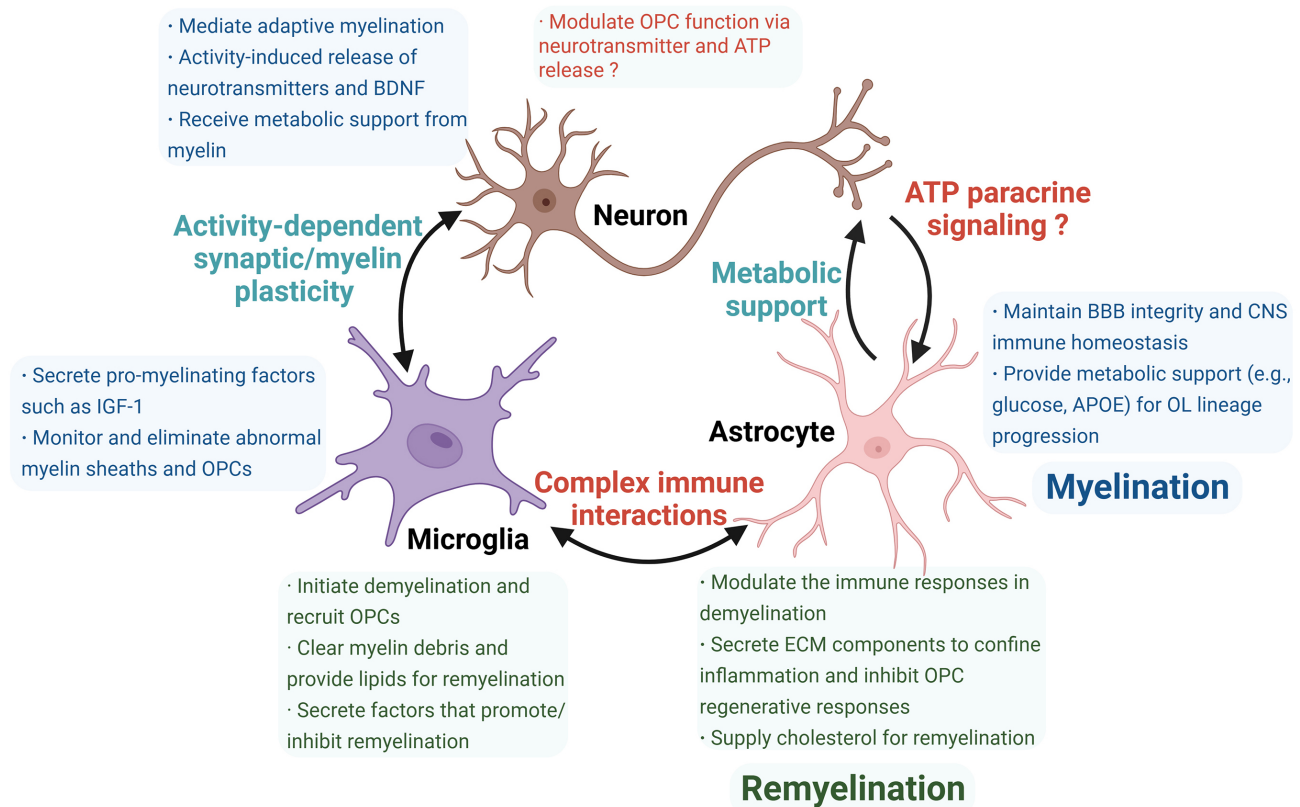 · Mediate adaptive myelination
· Activity-induced release of
neurotransmitters and BDNF
· Receive metabolic support from
myelin
· Modulate OPC function via
neurotransmitter and ATP
release ?
Neuron
ATP paracrine
signaling ?
Activity-dependent
synaptic/myelin
plasticity
Metabolic
support
· Maintain BBB integrity and CNS
immune homeostasis
· Provide metabolic support (e.g.,
glucose, APOE) for OL lineage
progression
· Secrete pro-myelinating factors
such as IGF-1
· Monitor and eliminate abnormal
myelin sheaths and OPCs
Astrocyte
Myelination
Complex immune
interactions
Microglia
· Initiate demyelination and
recruit OPCs
· Clear myelin debris and
provide lipids for remyelination
· Secrete factors that promote/
inhibit remyelination
· Modulate the immune responses in
demyelination
· Secrete ECM components to confine
inflammation and inhibit OPC
regenerative responses
· Supply cholesterol for remyelination
Remyelination